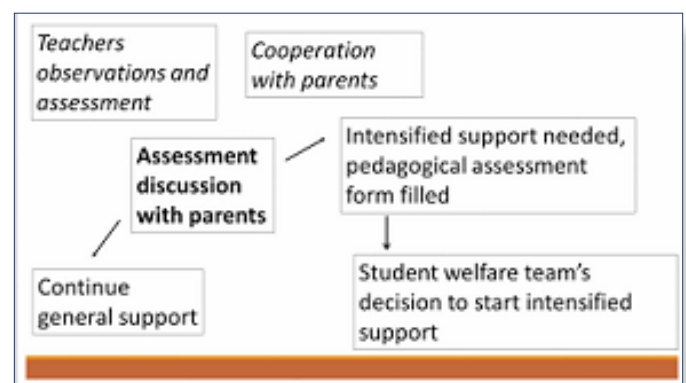 Teachers
observations and
assessment
Cooperation
with parents
Assessment
discussion
with parents
Intensified support needed,
pedagogical assessment
form filled
Continue
general support
Student welfare team's
decision to start intensified
support